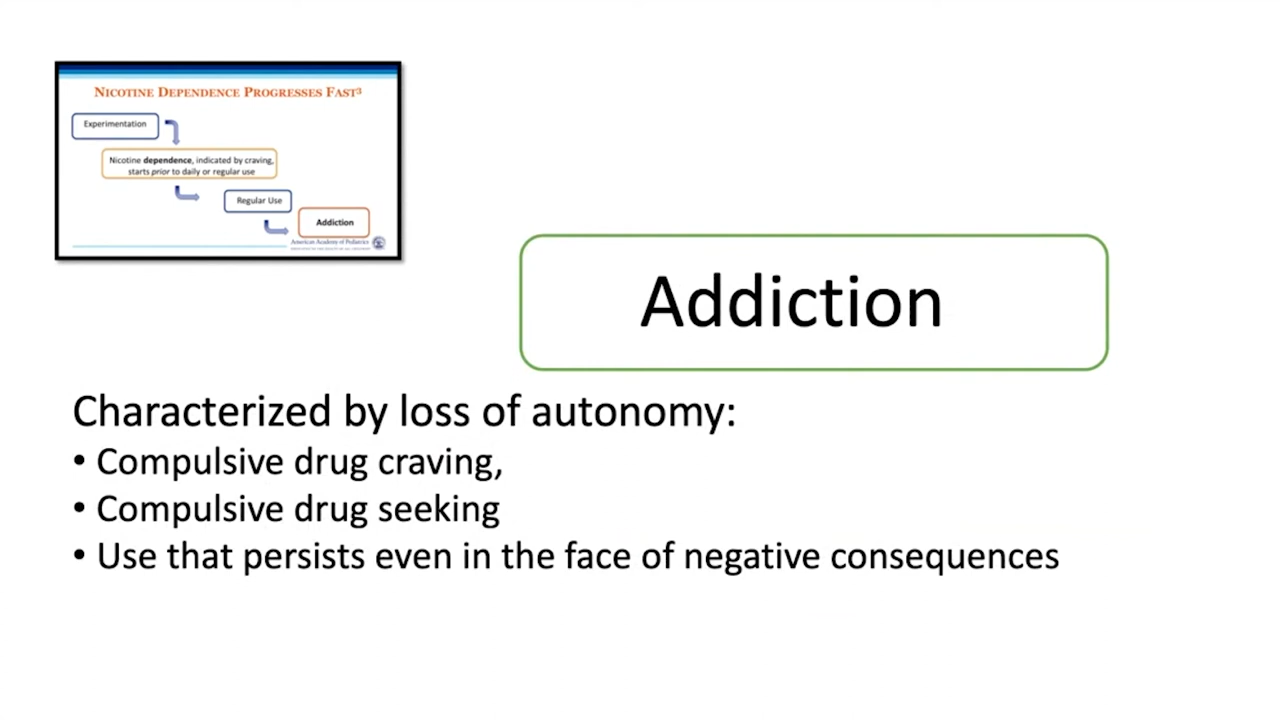 NICOTINE DEPENDENCE PROGRESSES FAST³
Experimentation
Nicotine dependence, indicated by craving,
starts prior to daily or regular use
Regular Use
Addiction
American Academy of Pediatrics
Addiction
Characterized by loss of autonomy:
• Compulsive drug craving,
• Compulsive drug seeking
• Use that persists even in the face of negative consequences